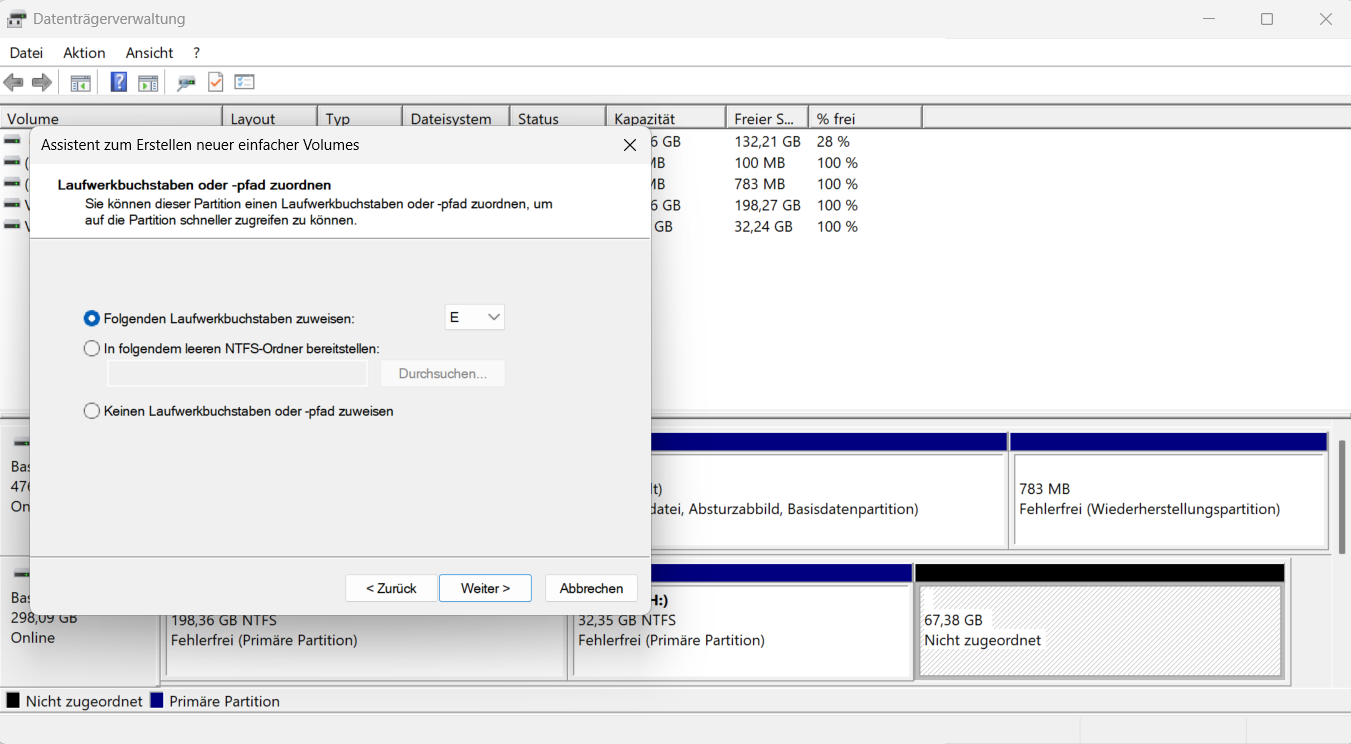 Datenträgerverwaltung
Datei Aktion Ansicht ?
Volume Layout Typ Dateisystem Status Kapazität Freier S... % frei
6 GB 132,21 GB 28 %
MB 100 MB 100 %
MB 783 MB 100 %
6 GB 198,27 GB 100 %
GB 32,24 GB 100 %
Assistent zum Erstellen neuer einfacher Volumes
Laufwerkbuchstaben oder -pfad zuordnen
Sie können dieser Partition einen Laufwerkbuchstaben oder -pfad zuordnen, um
auf die Partition schneller zugreifen zu können.
Folgenden Laufwerkbuchstaben zuweisen: E
In folgendem leeren NTFS-Ordner bereitstellen:
Durchsuchen...
Keinen Laufwerkbuchstaben oder -pfad zuweisen
< Zurück Weiter > Abbrechen
Bas
476
On
lt)
datei, Absturzabbild, Basisdatenpartition)
783 MB
Fehlerfrei (Wiederherstellungspartition)
Bas
298,09 GB
Online
198,36 GB NTFS
Fehlerfrei (Primäre Partition)
H:)
32,35 GB NTFS
Fehlerfrei (Primäre Partition)
67,38 GB
Nicht zugeordnet
Nicht zugeordnet Primäre Partition